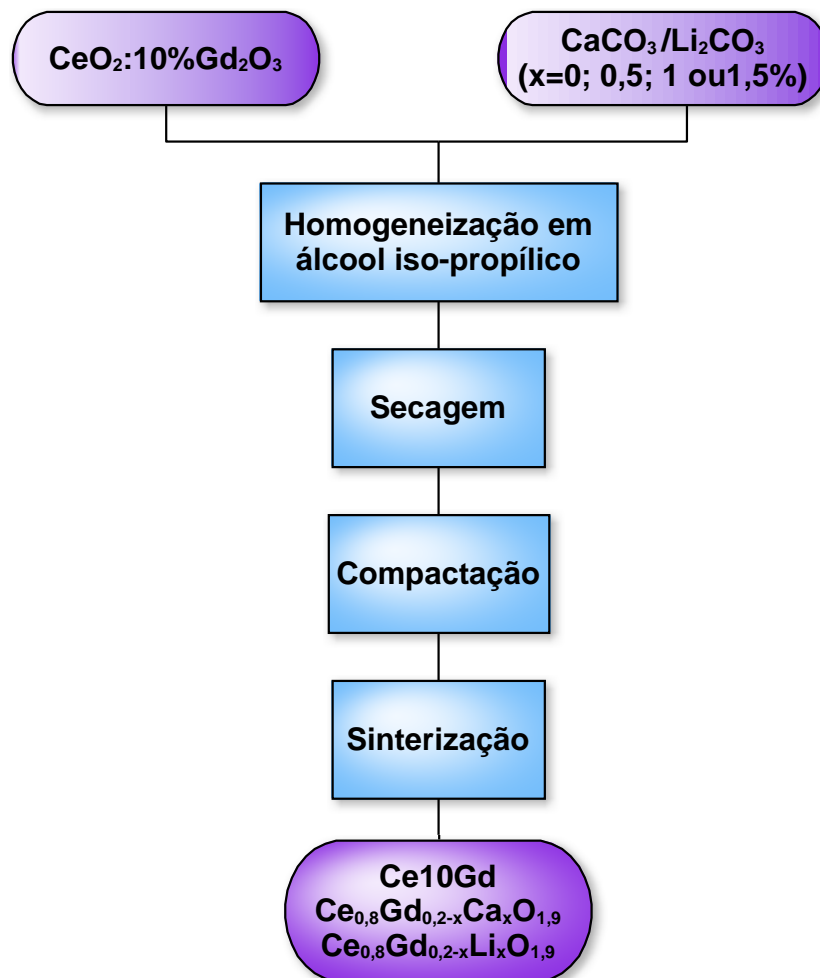 CeO₂:10%Gd₂O₃
CaCO₃/Li₂CO₃
(x=0; 0,5; 1 ou1,5%)
Homogeneização em
álcool iso-propílico
Secagem
Compactação
Sinterização
Ce10Gd
Ce₀,₈Gd₀,₂₋ₓCaₓO₁,₉
Ce₀,₈Gd₀,₂₋ₓLiₓO₁,₉